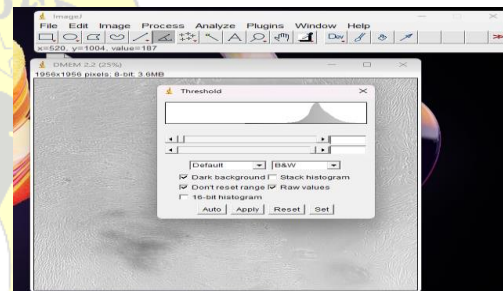 ImageJ
File Edit Image Process Analyze Plugins Window Help
Dev
x=520, y=1004, value=187
DMEM 2.2 (25%)
1956x1956 pixels; 8-bit; 3.6MB
Threshold
Default B&W
Dark background Stack histogram
Don't reset range Raw values
16-bit histogram
Auto Apply Reset Set